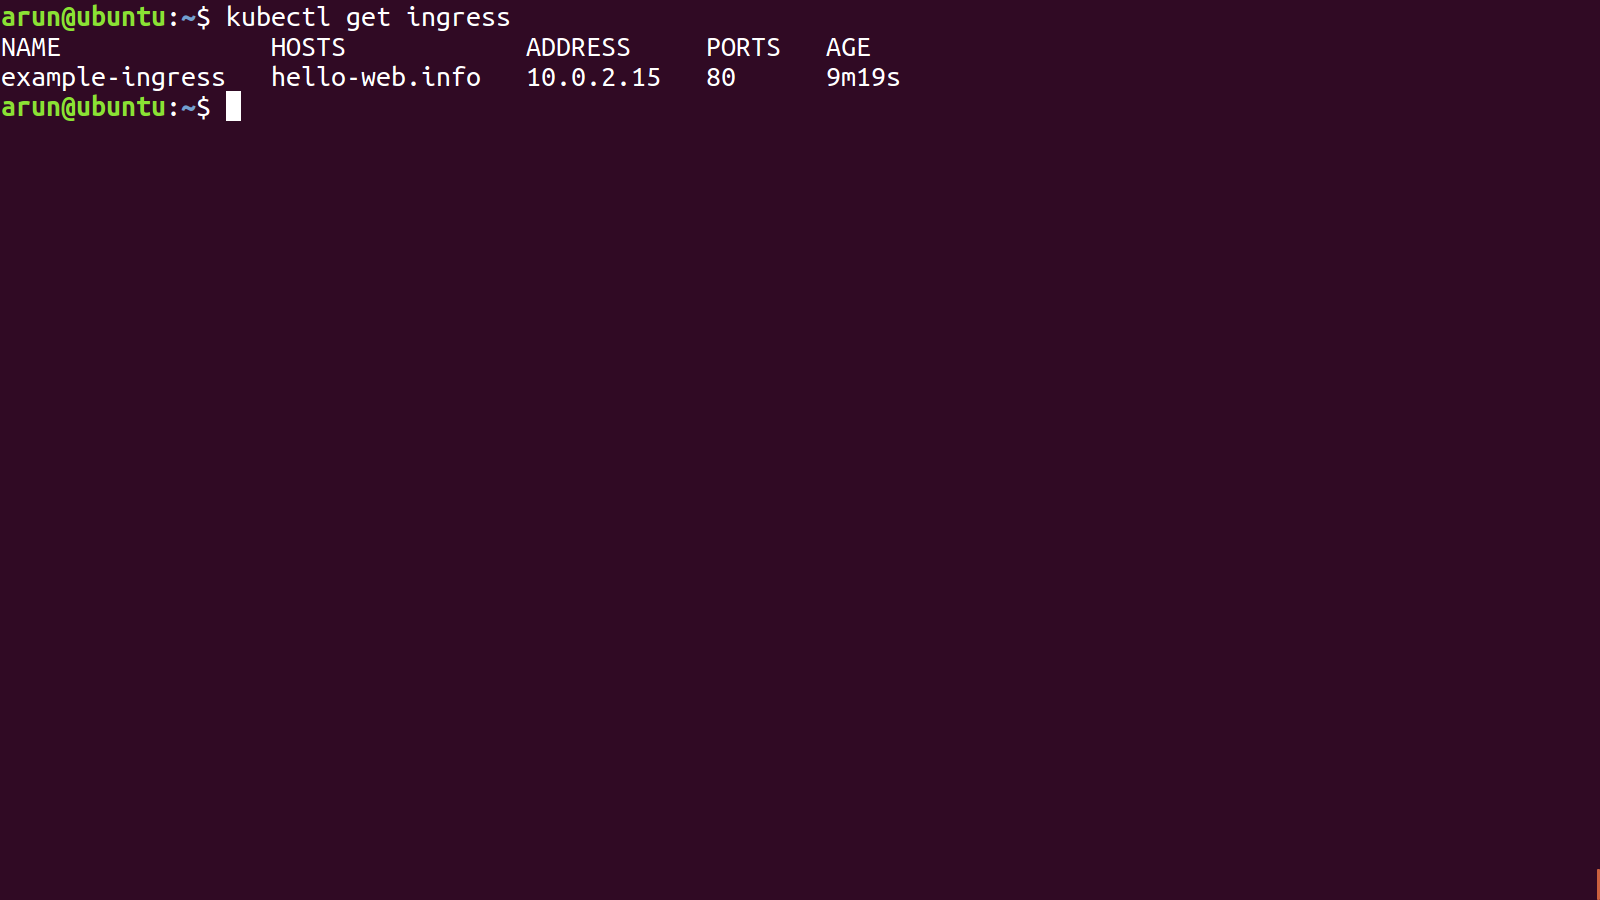 arun@ubuntu:~$ kubectl get ingress
NAME HOSTS ADDRESS PORTS AGE
example-ingress hello-web.info 10.0.2.15 80 9m19s
arun@ubuntu:~$